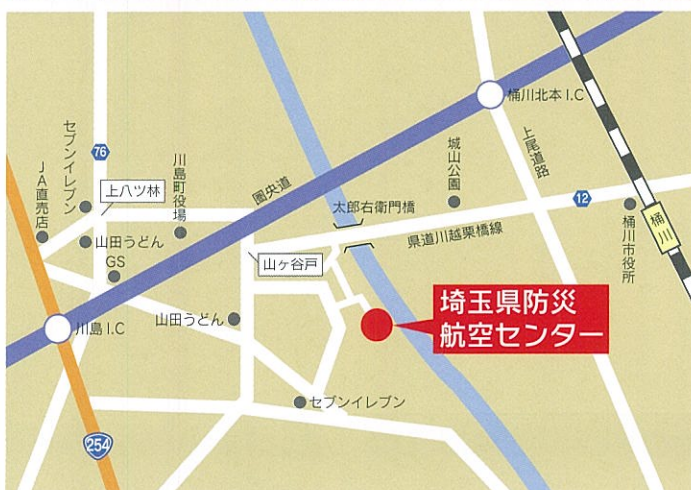 桶川北本I.C
セブンイレブン
76
川島町役場
上尾道路
城山公園
JA直売店
上八ツ林
圏央道
太郎右衛門橋
12
桶川市役所
桶川
山田うどん
県道川越栗橋線
GS
山ヶ谷戸
埼玉県防災
航空センター
山田うどん
川島I.C
セブンイレブン
254